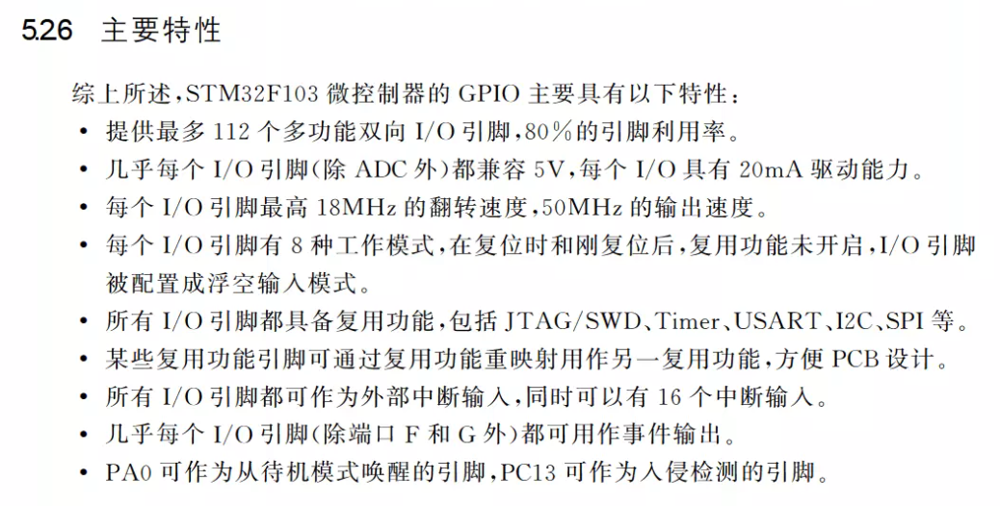 5.2.6 主要特性
综上所述,STM32F103 微控制器的 GPIO 主要具有以下特性:
• 提供最多 112 个多功能双向 I/O 引脚,80%的引脚利用率。
• 几乎每个 I/O 引脚(除 ADC 外)都兼容 5V,每个 I/O 具有 20mA 驱动能力。
• 每个 I/O 引脚最高 18MHz 的翻转速度,50MHz 的输出速度。
• 每个 I/O 引脚有 8 种工作模式,在复位时和刚复位后,复用功能未开启,I/O 引脚
被配置成浮空输入模式。
• 所有 I/O 引脚都具备复用功能,包括 JTAG/SWD、Timer、USART、I2C、SPI 等。
• 某些复用功能引脚可通过复用功能重映射用作另一复用功能,方便 PCB 设计。
• 所有 I/O 引脚都可作为外部中断输入,同时可以有 16 个中断输入。
• 几乎每个 I/O 引脚(除端口 F 和 G 外)都可用作事件输出。
• PA0 可作为从待机模式唤醒的引脚,PC13 可作为入侵检测的引脚。